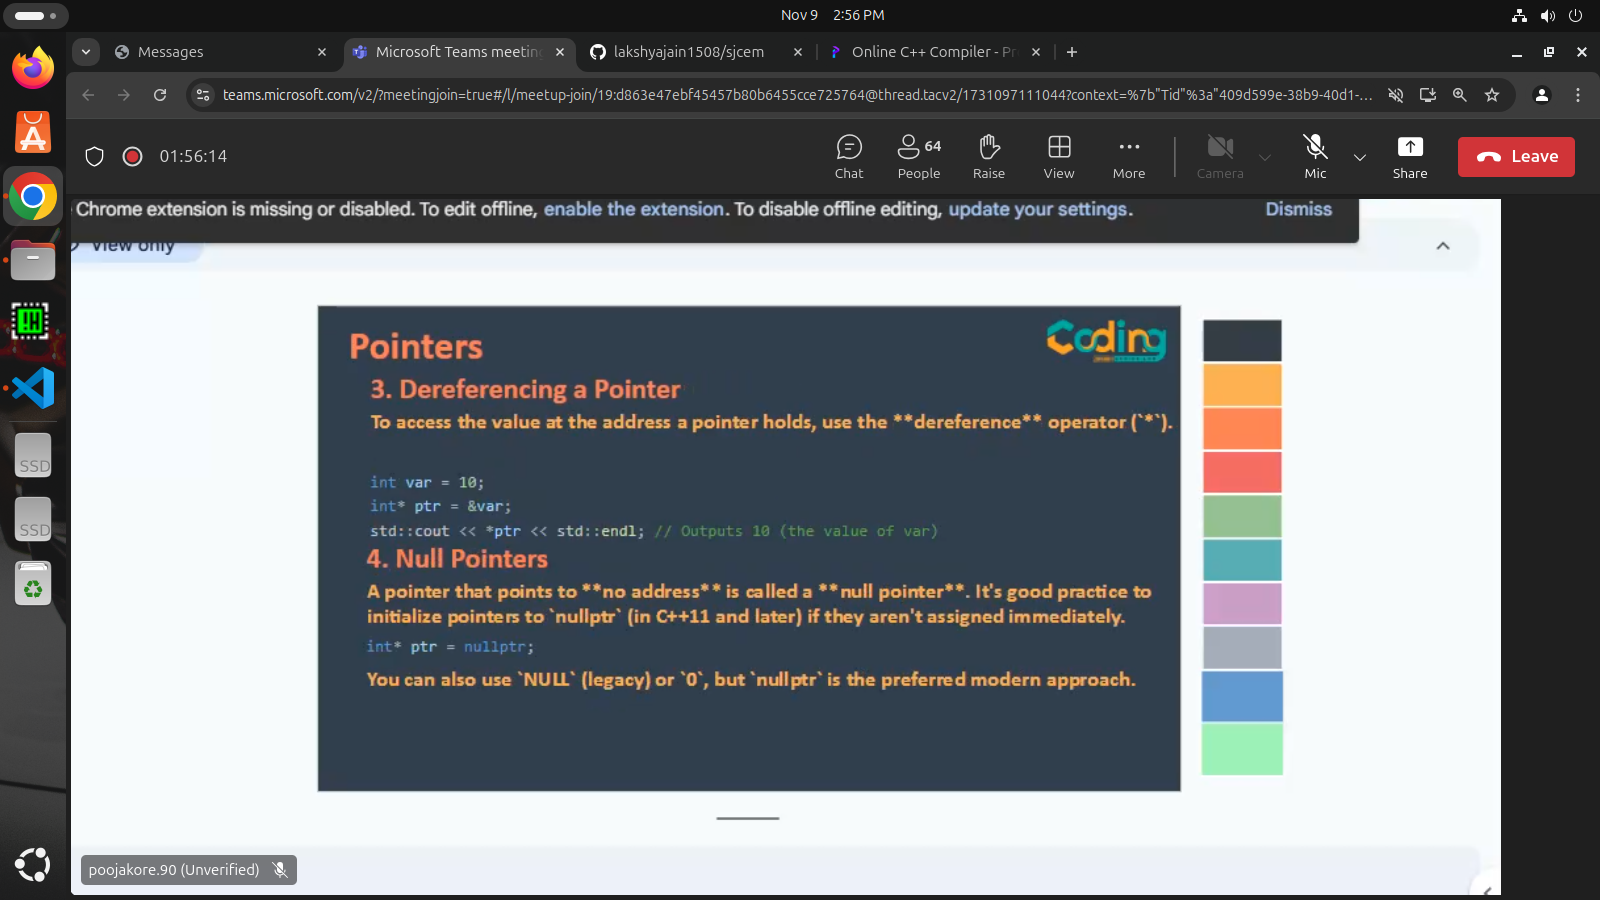 Nov 9 2:56 PM
Messages
Microsoft Teams meeting
lakshyajain1508/sjcem
Online C++ Compiler - Pr
teams.microsoft.com/v2/?meetingjoin=true#/l/meetup-join/19:d863e47ebf45457b80b6455cce725764@thread.tacv2/1731097111044?context=%7b"Tid"%3a"409d599e-38b9-40d1-...
01:56:14
Chat
People 64
Raise
View
More
Camera
Mic
Share
Leave
Chrome extension is missing or disabled. To edit offline, enable the extension. To disable offline editing, update your settings. Dismiss
View only
Coding
Pointers
3. Dereferencing a Pointer
To access the value at the address a pointer holds, use the **dereference** operator (`*`).
int var = 10;
int* ptr = &var;
std::cout << *ptr << std::endl; // Outputs 10 (the value of var)
4. Null Pointers
A pointer that points to **no address** is called a **null pointer**. It's good practice to
initialize pointers to `nullptr` (in C++11 and later) if they aren't assigned immediately.
int* ptr = nullptr;
You can also use `NULL` (legacy) or `0`, but `nullptr` is the preferred modern approach.
SSD
SSD
poojakore.90 (Unverified)